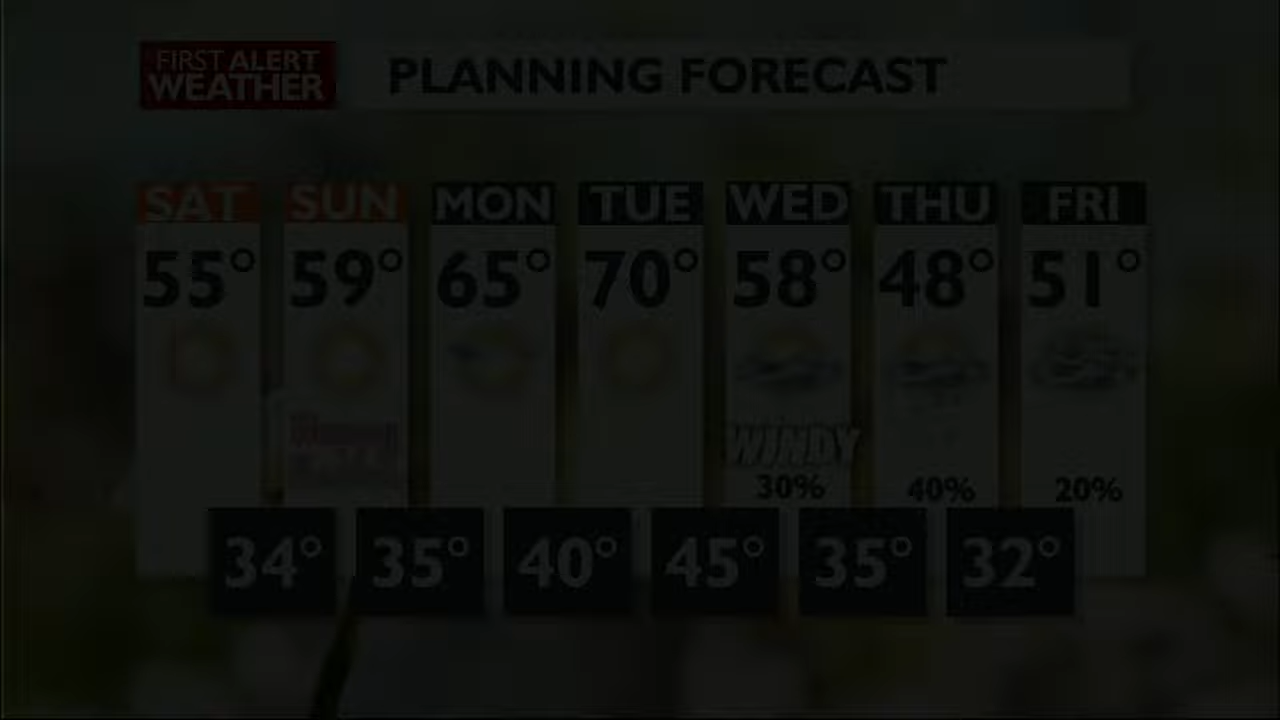 FIRST ALERT
WEATHER
PLANNING FORECAST
SAT SUN MON TUE WED THU FRI
55° 59° 65° 70° 58° 48° 51°
WINDY
30% 40% 20%
34° 35° 40° 45° 35° 32°